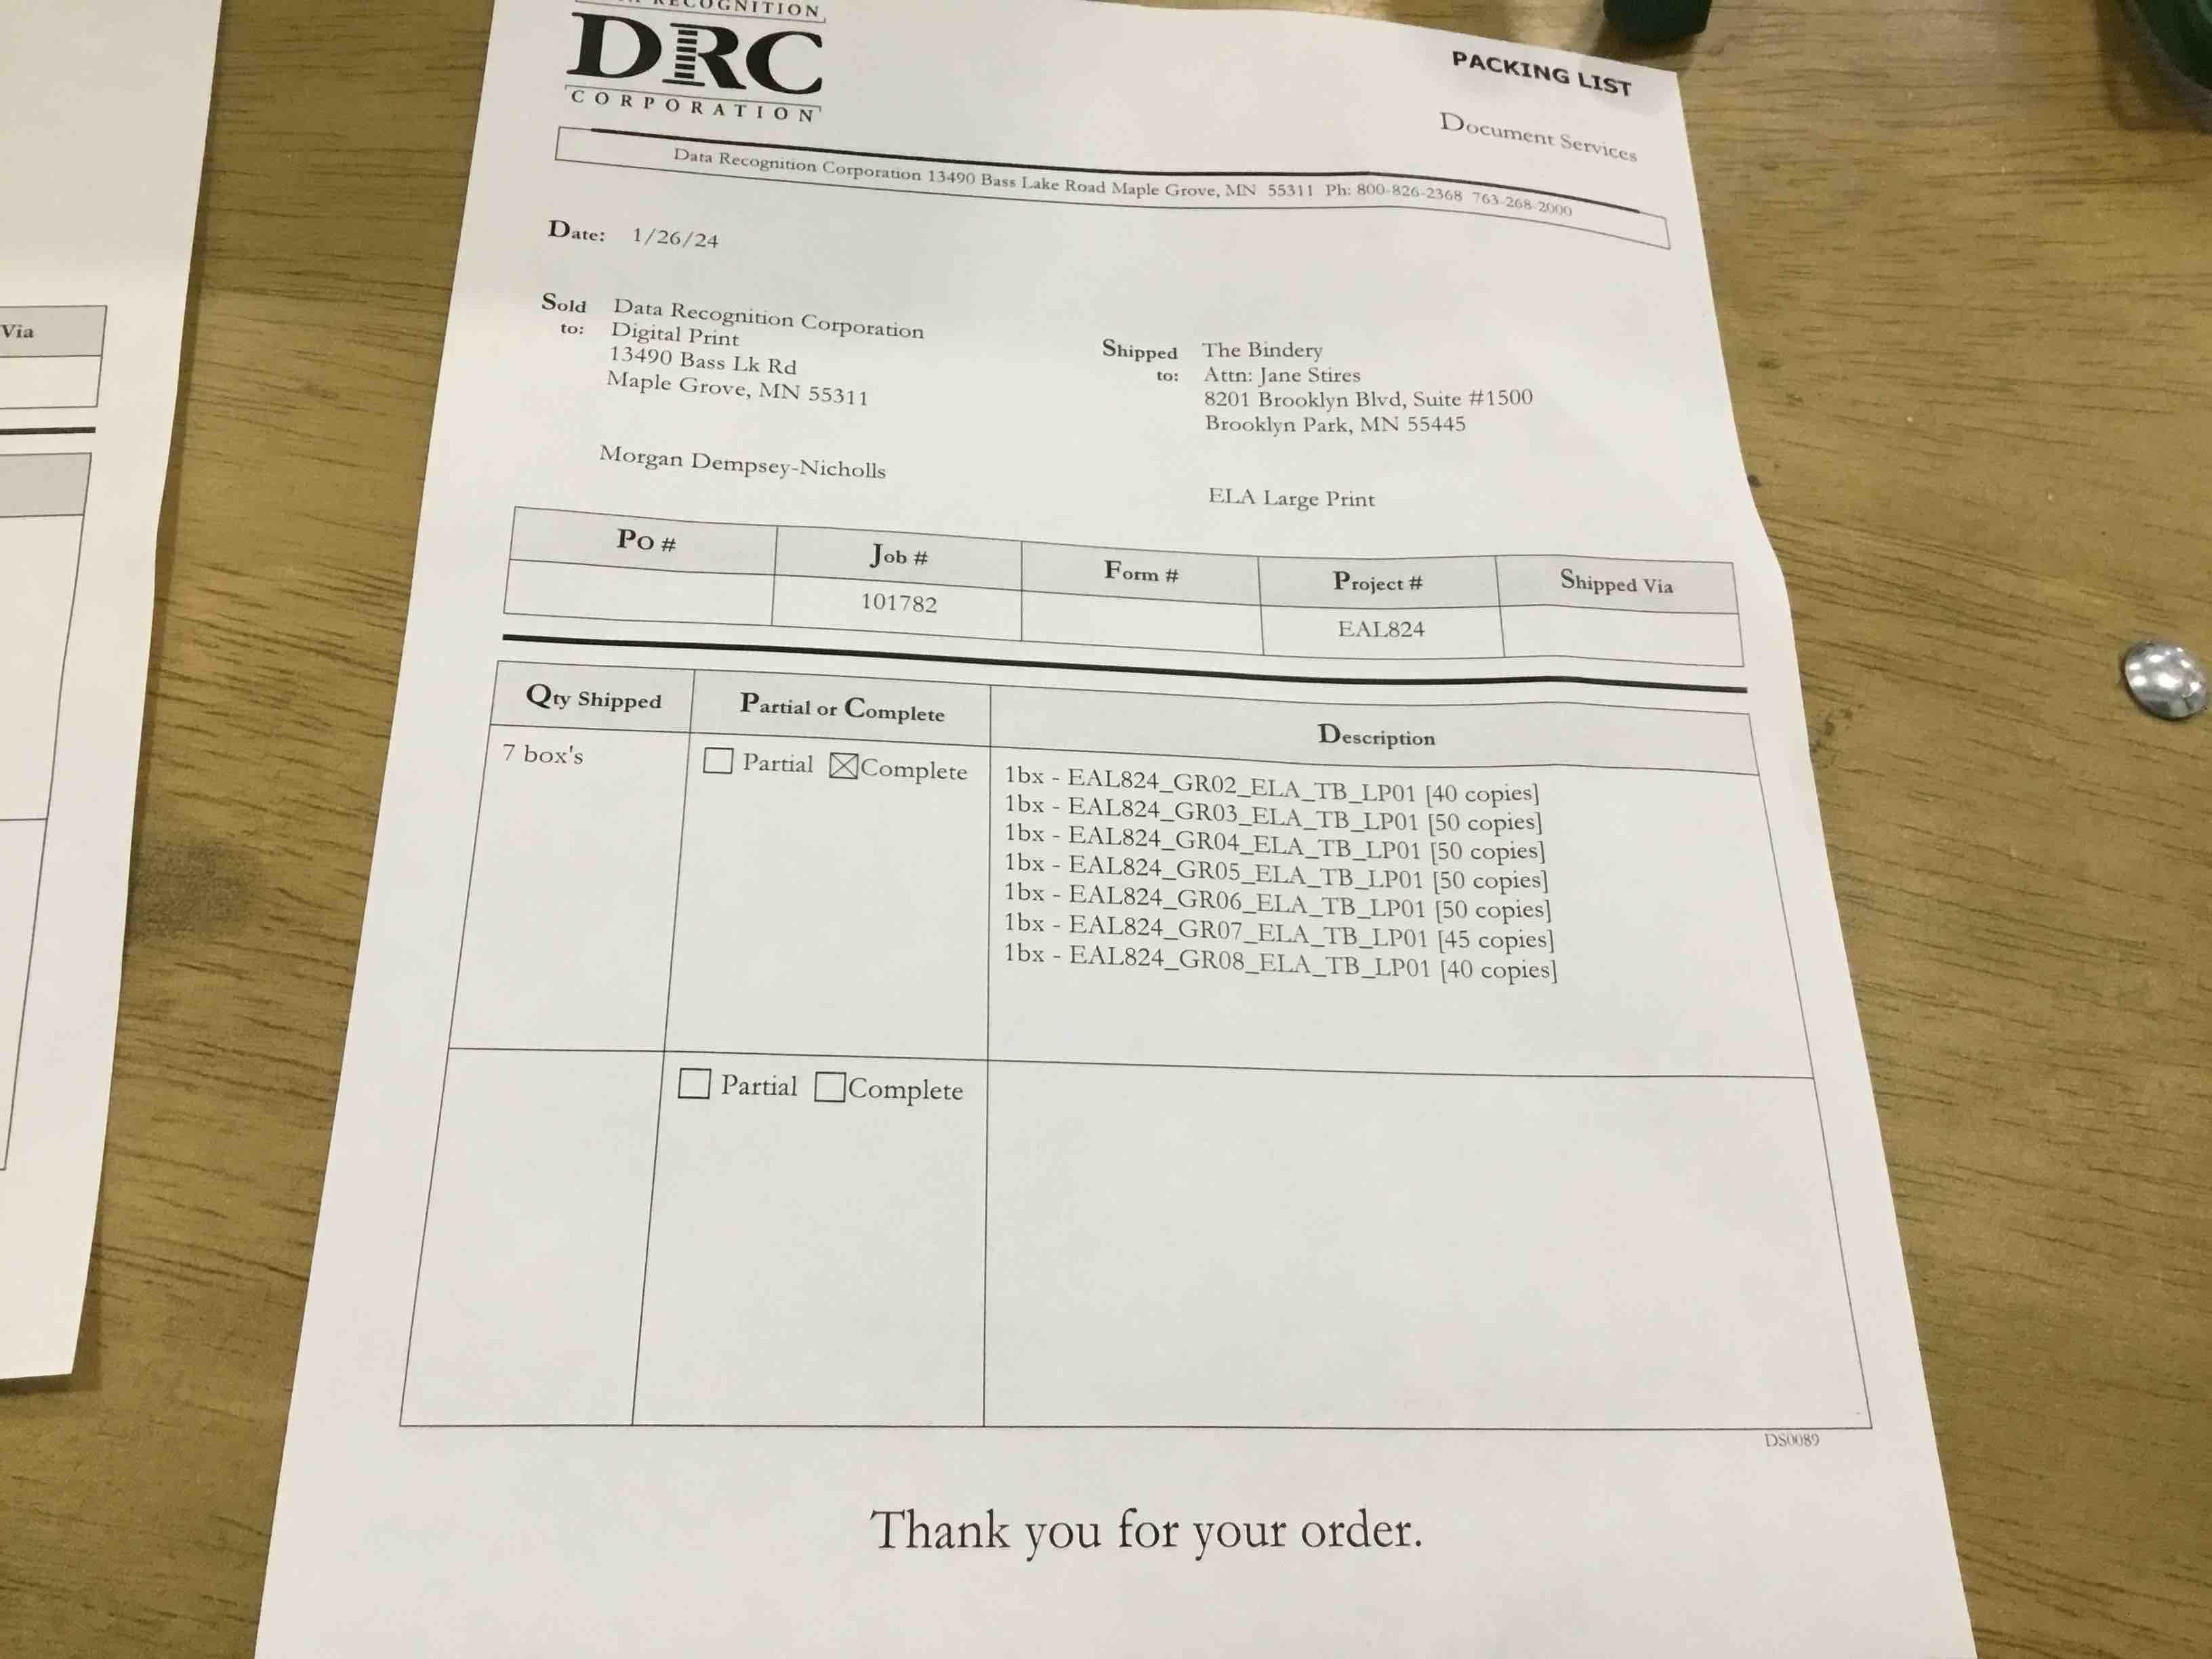 Via
RECOGNITION
DRC
CORPORATION
PACKING LIST
Document Services
Data Recognition Corporation 13490 Bass Lake Road Maple Grove, MN 55311 Ph: 800-826-2368 763-268-2000
Date: 1/26/24
Sold to: Data Recognition Corporation
Digital Print
13490 Bass Lk Rd
Maple Grove, MN 55311
Morgan Dempsey-Nicholls
Shipped to: The Bindery
Attn: Jane Stires
8201 Brooklyn Blvd, Suite #1500
Brooklyn Park, MN 55445
ELA Large Print
Po # Job # Form # Project # Shipped Via
101782 EAL824
Qty Shipped Partial or Complete Description
7 box's Partial Complete
1bx - EAL824_GR02_ELA_TB_LP01 [40 copies]
1bx - EAL824_GR03_ELA_TB_LP01 [50 copies]
1bx - EAL824_GR04_ELA_TB_LP01 [50 copies]
1bx - EAL824_GR05_ELA_TB_LP01 [50 copies]
1bx - EAL824_GR06_ELA_TB_LP01 [50 copies]
1bx - EAL824_GR07_ELA_TB_LP01 [45 copies]
1bx - EAL824_GR08_ELA_TB_LP01 [40 copies]
Partial Complete
DS0089
Thank you for your order.